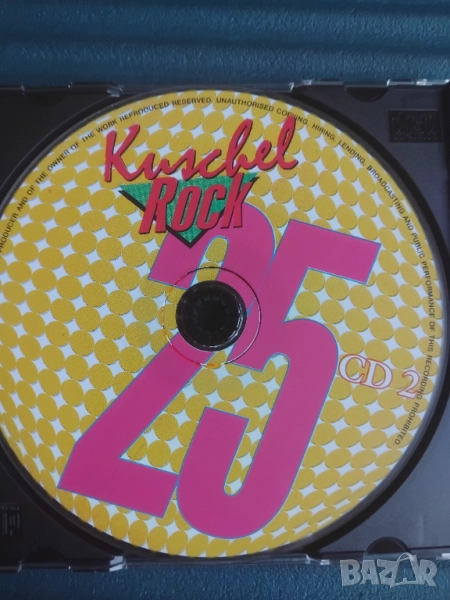 PRODUCER AND OF THE OWNER OF THE WORK REPRODUCED RESERVED. UNAUTHORISED COPYING, HIRING, LENDING, BROADCASTING AND PUBLIC PERFORMANCE OF THIS RECORDING PROHIBITED.
Kuschel
ROCK
25
CD 2
BAZAR